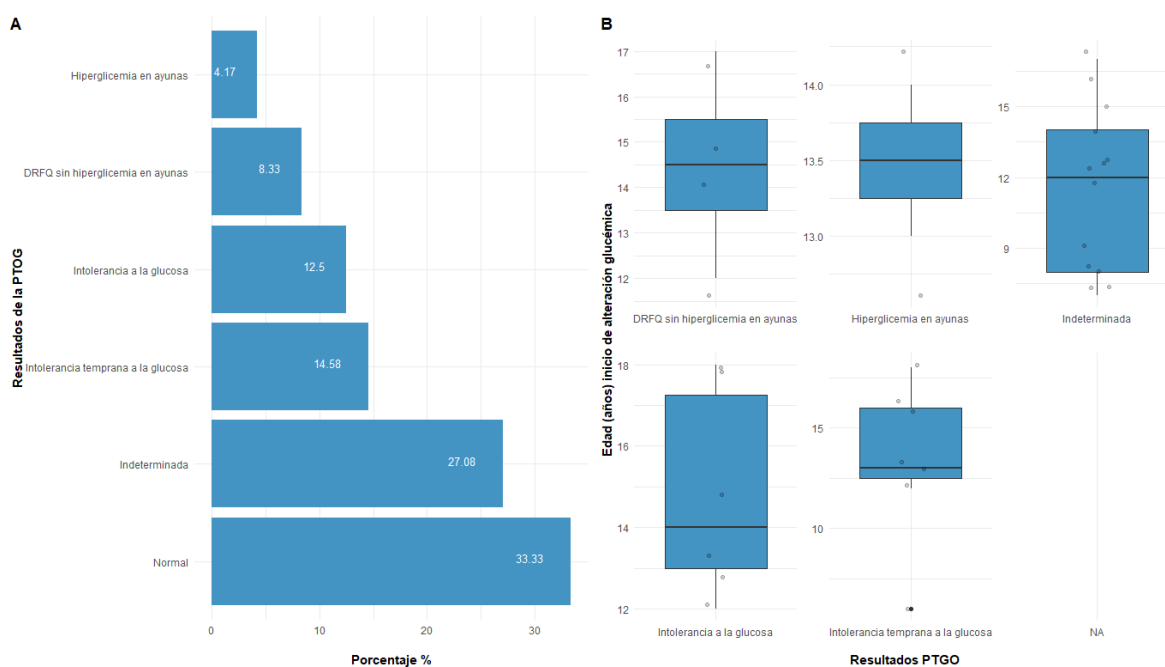 A
Resultados de la PTOG
Hiperglicemia en ayunas
4.17
DRFQ sin hiperglicemia en ayunas
8.33
Intolerancia a la glucosa
12.5
Intolerancia temprana a la glucosa
14.58
Indeterminada
27.08
Normal
33.33
0
10
20
30
Porcentaje %
B
Edad (años) inicio de alteración glucémica
17
16
15
14
13
12
DRFQ sin hiperglicemia en ayunas
14.0
13.5
13.0
Hiperglicemia en ayunas
15
12
9
Indeterminada
18
16
14
12
Intolerancia a la glucosa
15
10
Intolerancia temprana a la glucosa
NA
Resultados PTGO